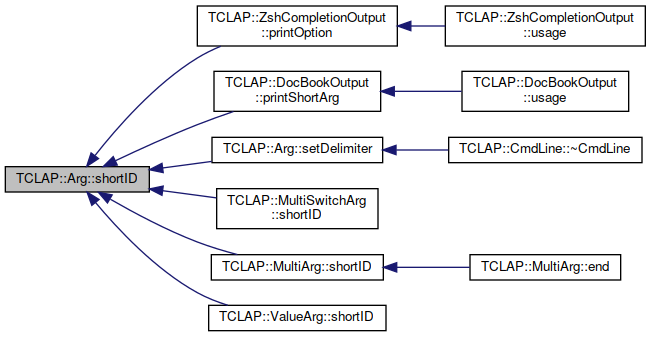 TCLAP::ZshCompletionOutput
::printOption
TCLAP::ZshCompletionOutput
::usage
TCLAP::DocBookOutput
::printShortArg
TCLAP::DocBookOutput
::usage
TCLAP::Arg::setDelimiter
TCLAP::CmdLine::~CmdLine
TCLAP::Arg::shortID
TCLAP::MultiSwitchArg
::shortID
TCLAP::MultiArg::shortID
TCLAP::MultiArg::end
TCLAP::ValueArg::shortID